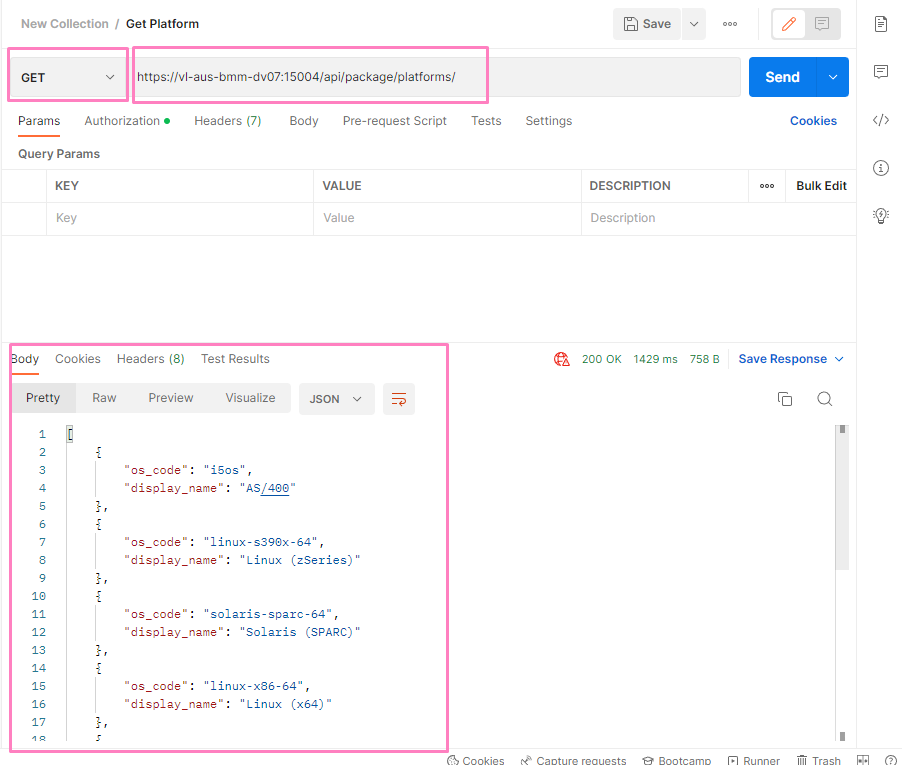 New Collection / Get Platform
Save
GET
https://vl-aus-bmm-dv07:15004/api/package/platforms/
Send
Params Authorization Headers (7) Body Pre-request Script Tests Settings Cookies
Query Params
KEY VALUE DESCRIPTION Bulk Edit
Key Value Description
Body Cookies Headers (8) Test Results 200 OK 1429 ms 758 B Save Response
Pretty Raw Preview Visualize JSON
1 [
2 {
3 "os_code": "i5os",
4 "display_name": "AS/400"
5 },
6 {
7 "os_code": "linux-s390x-64",
8 "display_name": "Linux (zSeries)"
9 },
10 {
11 "os_code": "solaris-sparc-64",
12 "display_name": "Solaris (SPARC)"
13 },
14 {
15 "os_code": "linux-x86-64",
16 "display_name": "Linux (x64)"
17 },
18 {
Cookies Capture requests Bootcamp Runner Trash